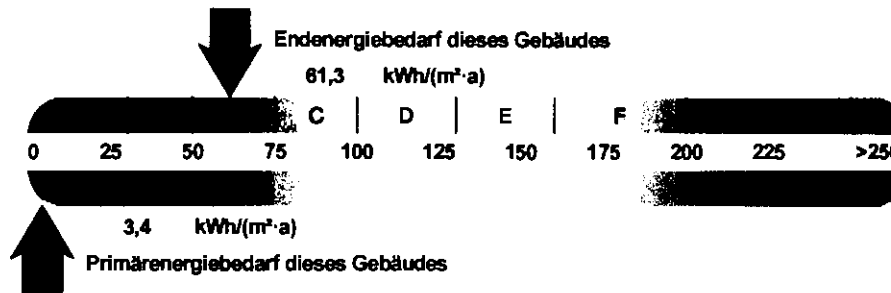 Endenergiebedarf dieses Gebäudes
61,3 kWh/(m²·a)
C D E F
0 25 50 75 100 125 150 175 200 225 >250
3,4 kWh/(m²·a)
Primärenergiebedarf dieses Gebäudes